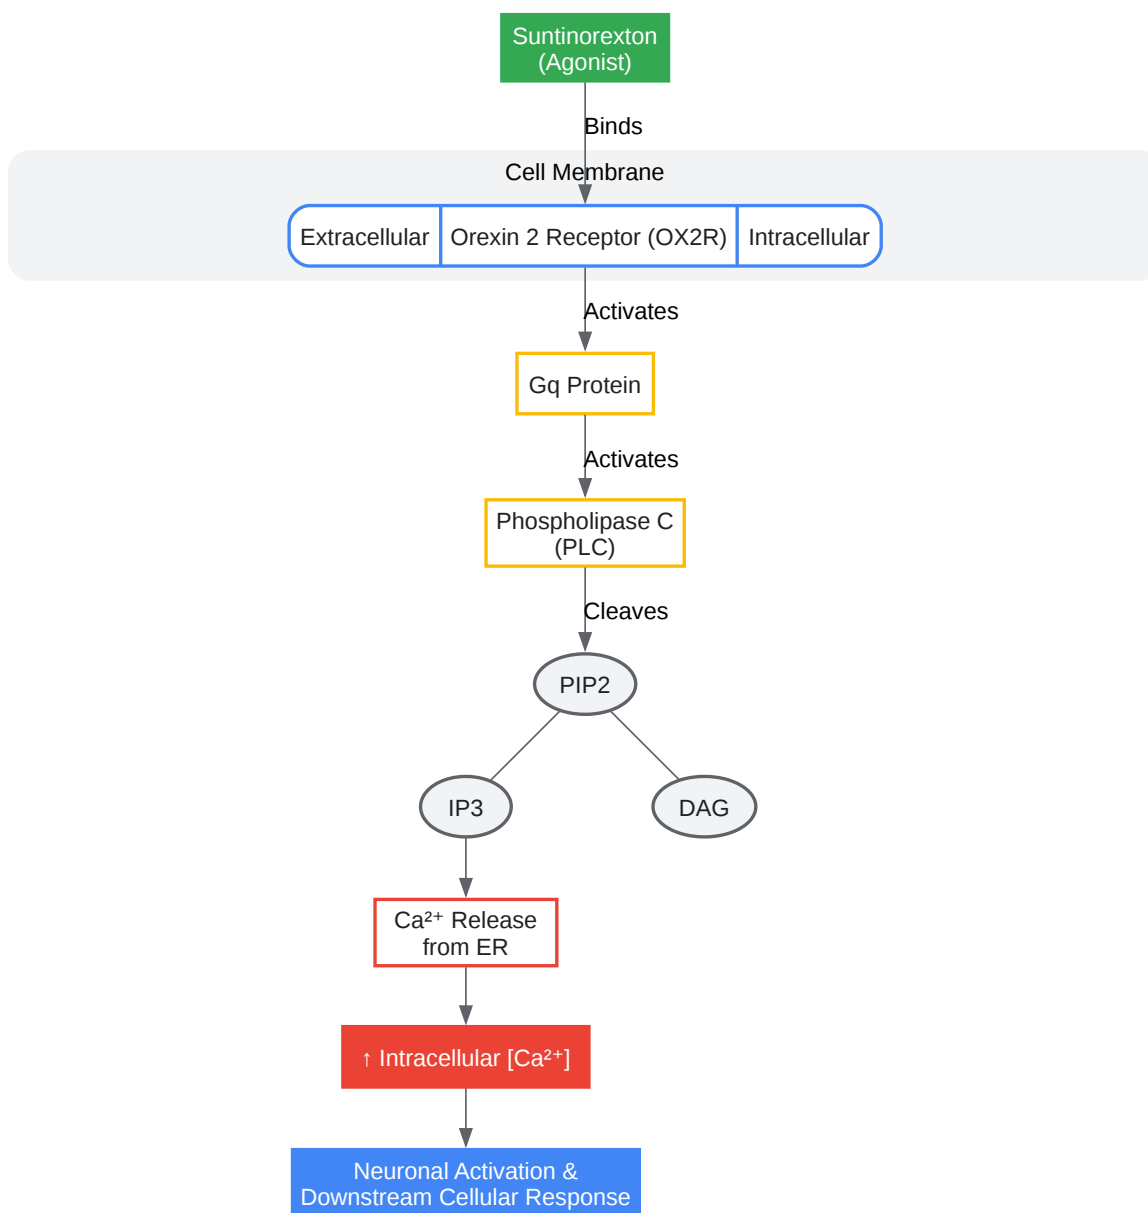 Suntinorexton
(Agonist)
Binds
Cell Membrane
Extracellular
Orexin 2 Receptor (OX2R)
Intracellular
Activates
Gq Protein
Activates
Phospholipase C
(PLC)
Cleaves
PIP2
IP3
DAG
Ca²⁺ Release
from ER
↑ Intracellular [Ca²⁺]
Neuronal Activation &
Downstream Cellular Response